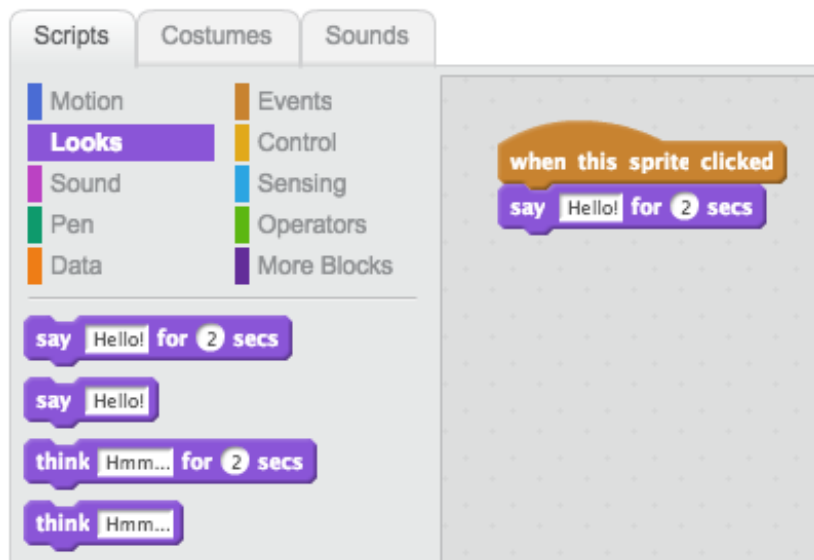 Scripts Costumes Sounds
Motion Events
Looks Control
Sound Sensing
Pen Operators
Data More Blocks
say Hello! for 2 secs
say Hello!
think Hmm... for 2 secs
think Hmm...
when this sprite clicked
say Hello! for 2 secs